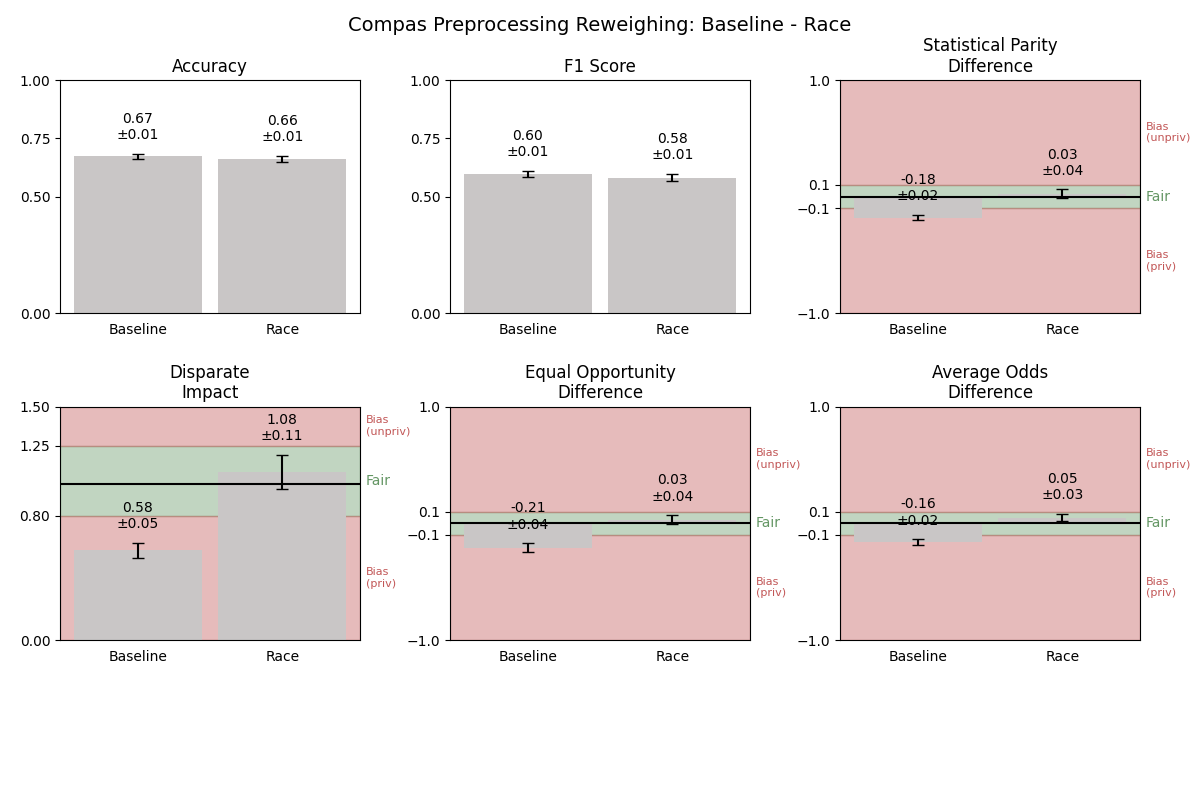 Compas Preprocessing Reweighing: Baseline - Race
Accuracy
1.00
0.75
0.50
0.00
0.67
±0.01
0.66
±0.01
Baseline
Race
F1 Score
1.00
0.75
0.50
0.00
0.60
±0.01
0.58
±0.01
Baseline
Race
Statistical Parity
Difference
1.0
0.1
−0.1
−1.0
-0.18
±0.02
0.03
±0.04
Bias
(unpriv)
Fair
Bias
(priv)
Baseline
Race
Disparate
Impact
1.50
1.25
0.80
0.00
0.58
±0.05
1.08
±0.11
Bias
(unpriv)
Fair
Bias
(priv)
Baseline
Race
Equal Opportunity
Difference
1.0
0.1
−0.1
−1.0
-0.21
±0.04
0.03
±0.04
Bias
(unpriv)
Fair
Bias
(priv)
Baseline
Race
Average Odds
Difference
1.0
0.1
−0.1
−1.0
-0.16
±0.02
0.05
±0.03
Bias
(unpriv)
Fair
Bias
(priv)
Baseline
Race